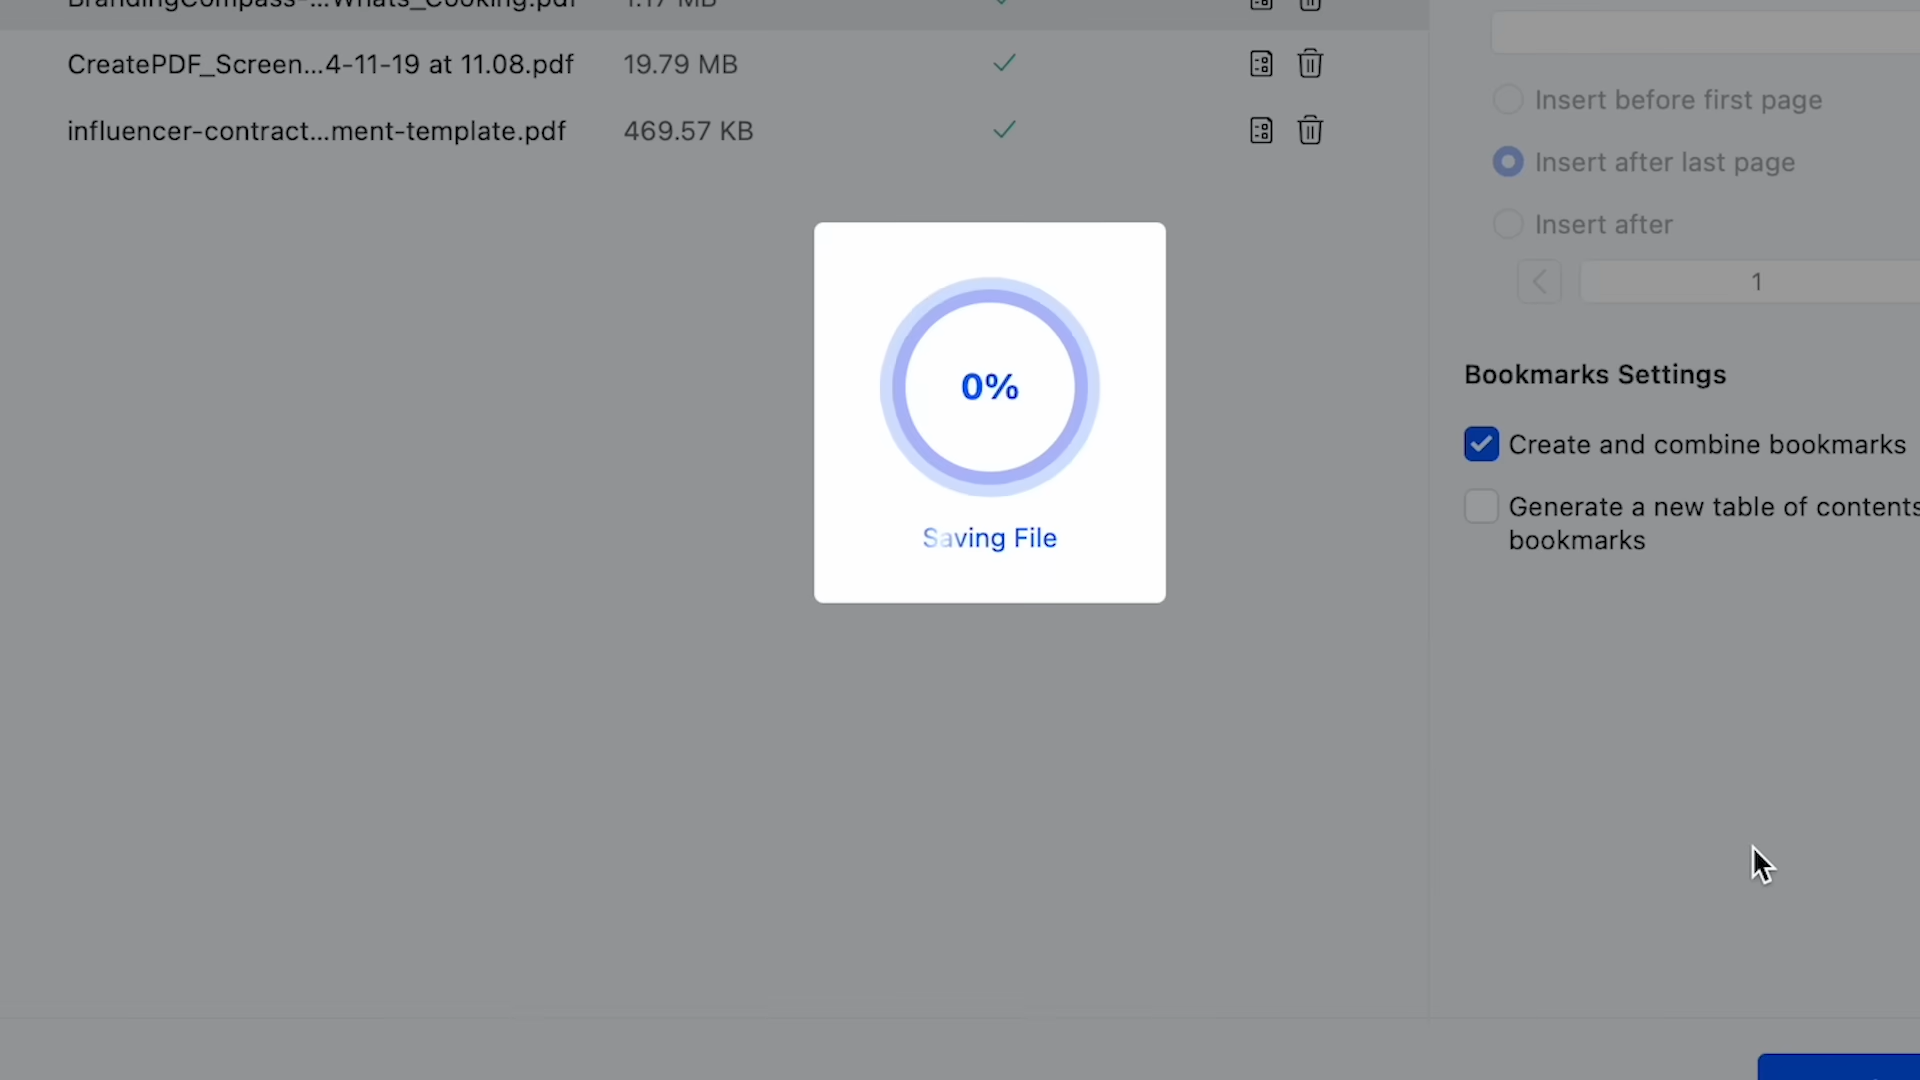 BrandingCompass-...Whats_Cooking.pdf 1.17 MB
CreatePDF_Screen...4-11-19 at 11.08.pdf 19.79 MB
influencer-contract...ment-template.pdf 469.57 KB
Insert before first page
Insert after last page
Insert after
1
0%
Saving File
Bookmarks Settings
Create and combine bookmarks
Generate a new table of contents
bookmarks